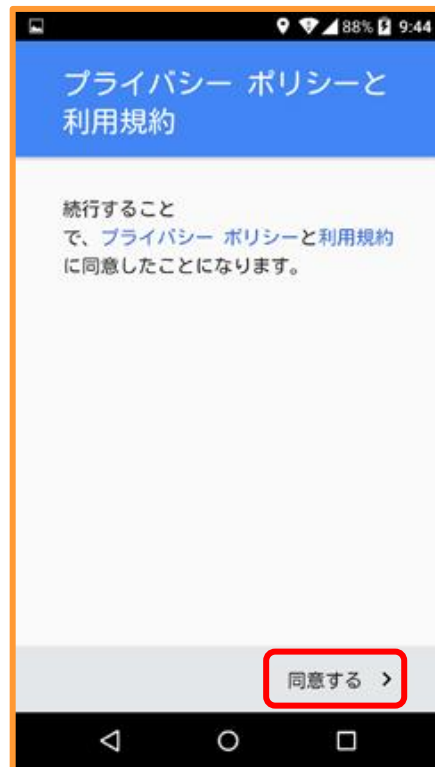 88% 9:44
プライバシー ポリシーと
利用規約
続行すること
で、プライバシー ポリシーと利用規約
に同意したことになります。
同意する